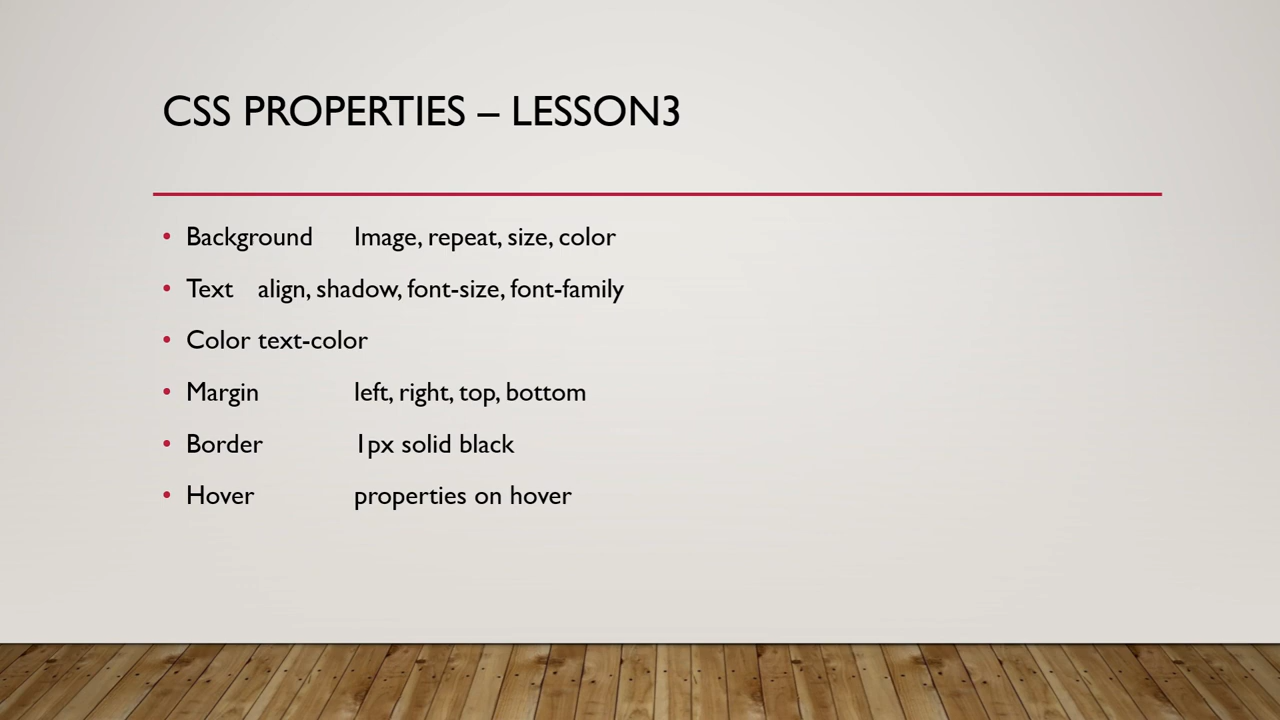 CSS PROPERTIES – LESSON3
• Background Image, repeat, size, color
• Text align, shadow, font-size, font-family
• Color text-color
• Margin left, right, top, bottom
• Border 1px solid black
• Hover properties on hover